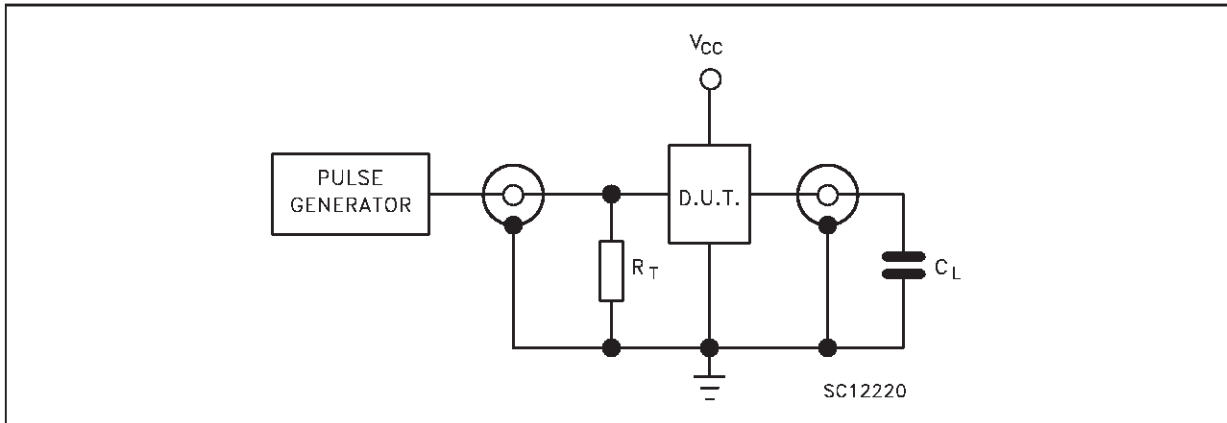 VCC
PULSE
GENERATOR
D.U.T.
RT
CL
SC12220